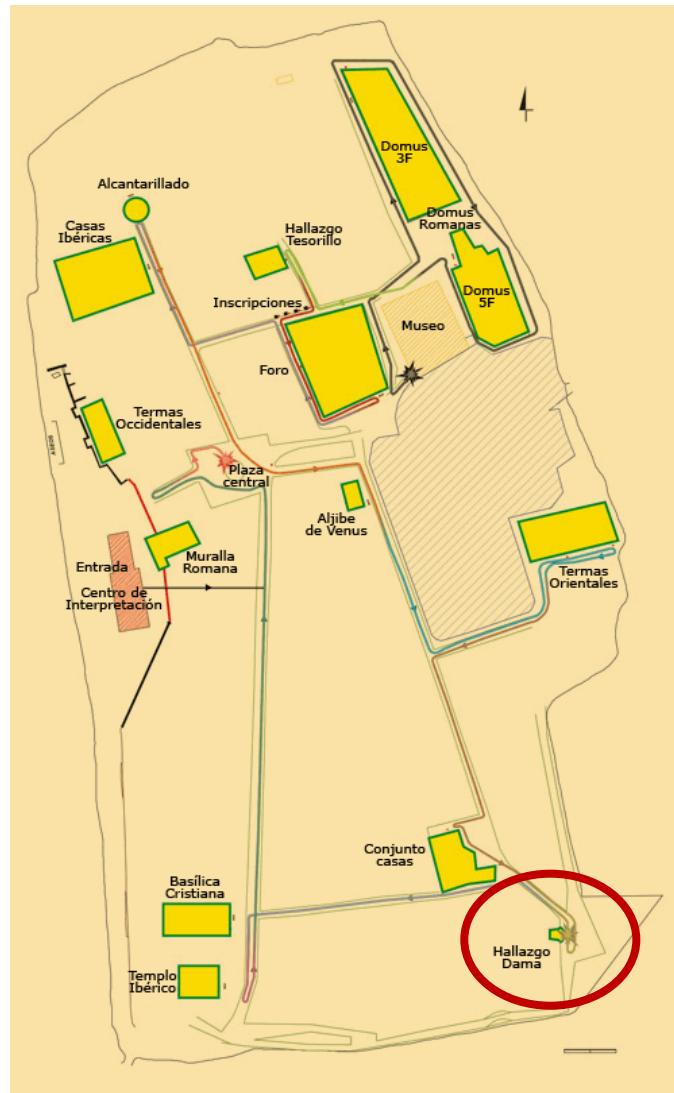 Domus
3F
Alcantarillado
Casas
Ibéricas
Hallazgo
Tesorillo
Domus
Romanas
Domus
5F
Inscripciones
Museo
Foro
Termas
Occidentales
ASEOS
Plaza
central
Aljibe
de Venus
Muralla
Romana
Entrada
Centro de
Interpretación
Termas
Orientales
Conjunto
casas
Basílica
Cristiana
Hallazgo
Dama
Templo
Ibérico